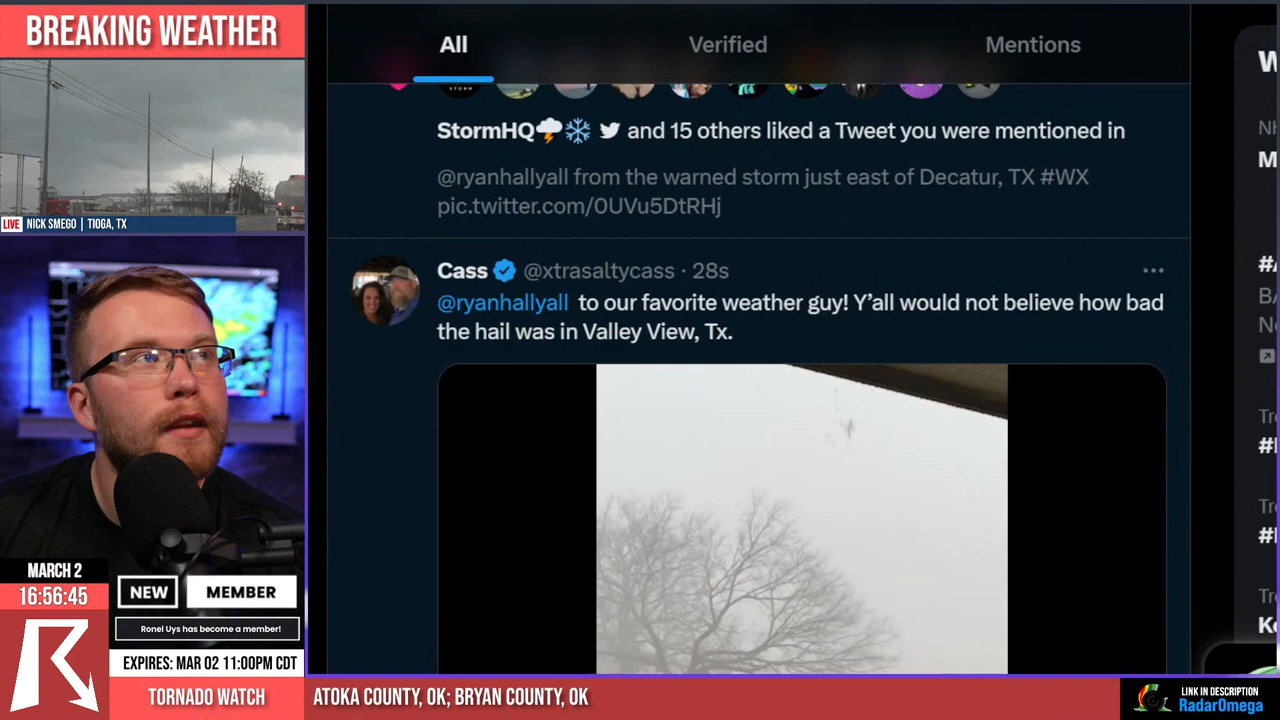 BREAKING WEATHER
LIVE NICK SMEGO | TIOGA, TX
MARCH 2
16:56:45
NEW MEMBER
Ronel Uys has become a member!
EXPIRES: MAR 02 11:00PM CDT
TORNADO WATCH
ATOKA COUNTY, OK; BRYAN COUNTY, OK
All Verified Mentions
StormHQ🌩️❄️ and 15 others liked a Tweet you were mentioned in
@ryanhallyall from the warned storm just east of Decatur, TX #WX
pic.twitter.com/0UVu5DtRHj
Cass @xtrasaltycass · 28s
@ryanhallyall to our favorite weather guy! Y’all would not believe how bad
the hail was in Valley View, Tx.
LINK IN DESCRIPTION
RadarOmega